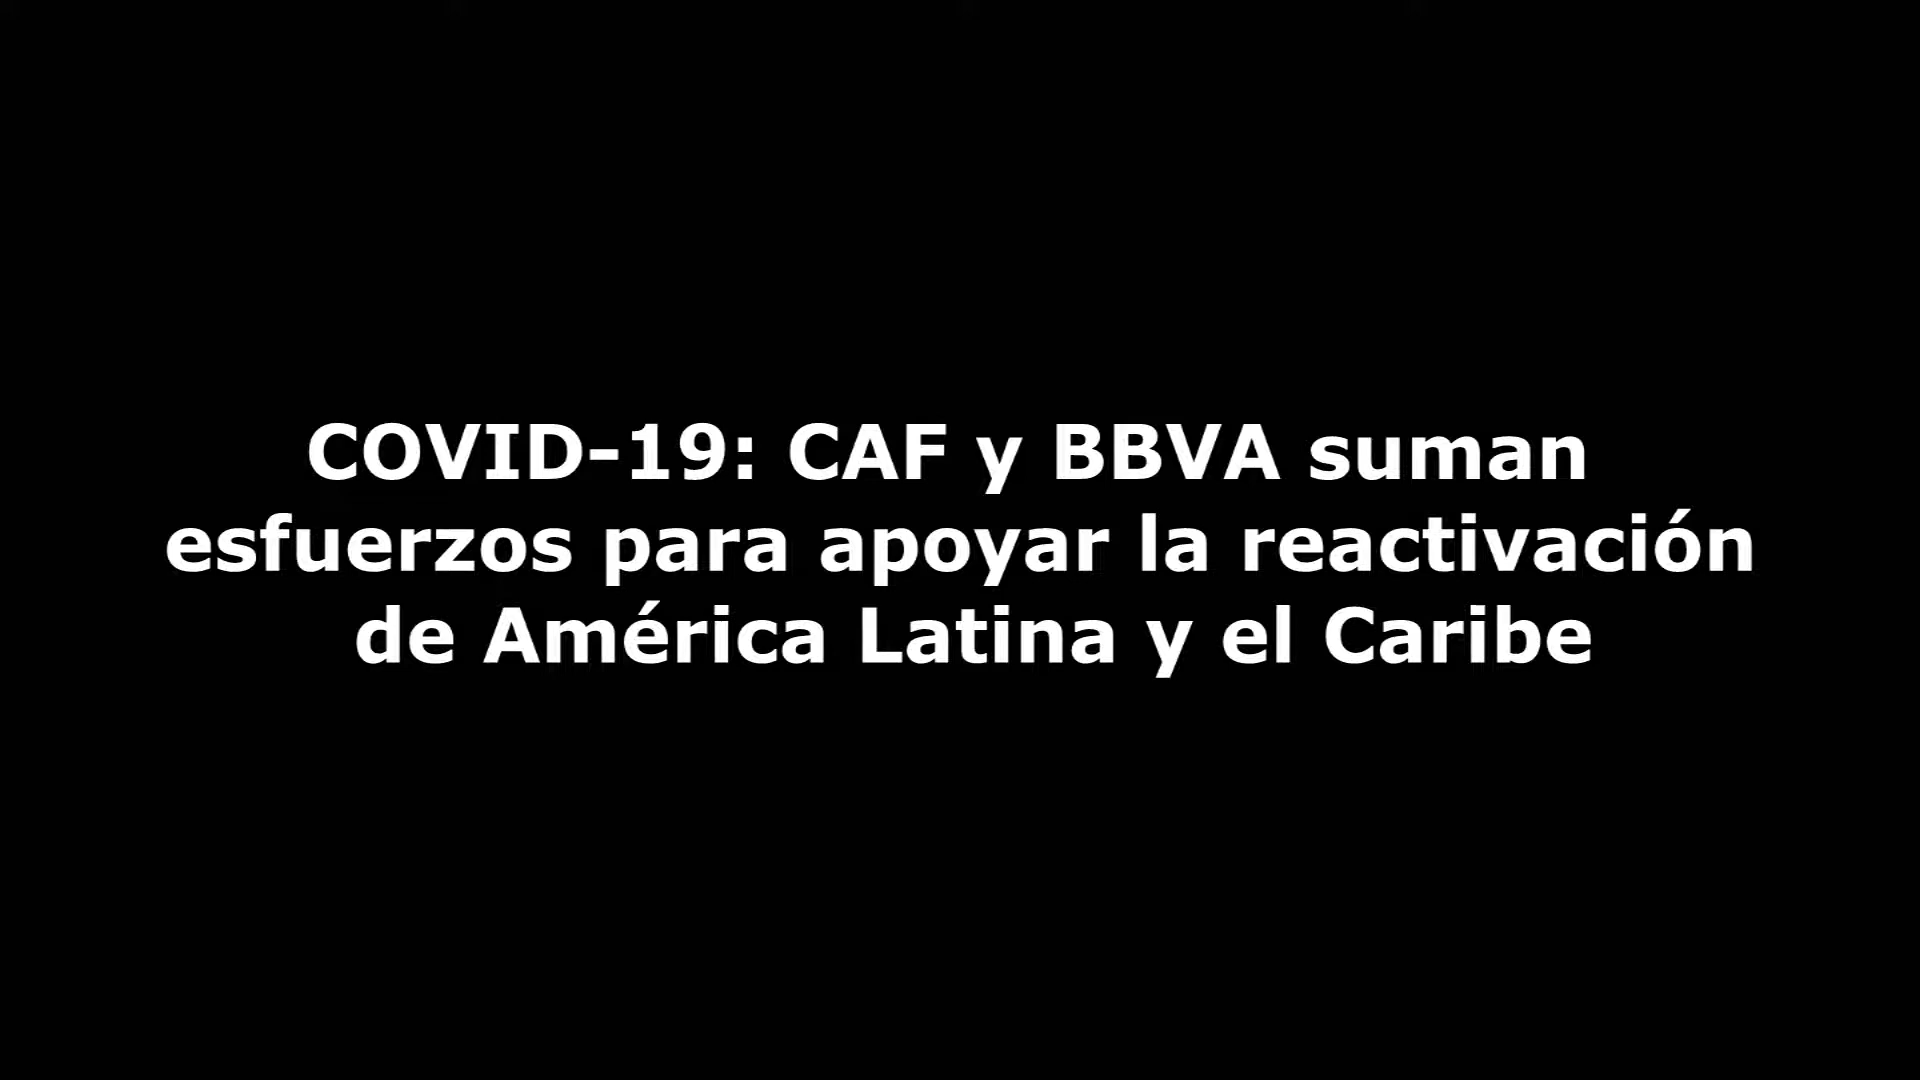 COVID-19: CAF y BBVA suman
esfuerzos para apoyar la reactivación
de América Latina y el Caribe